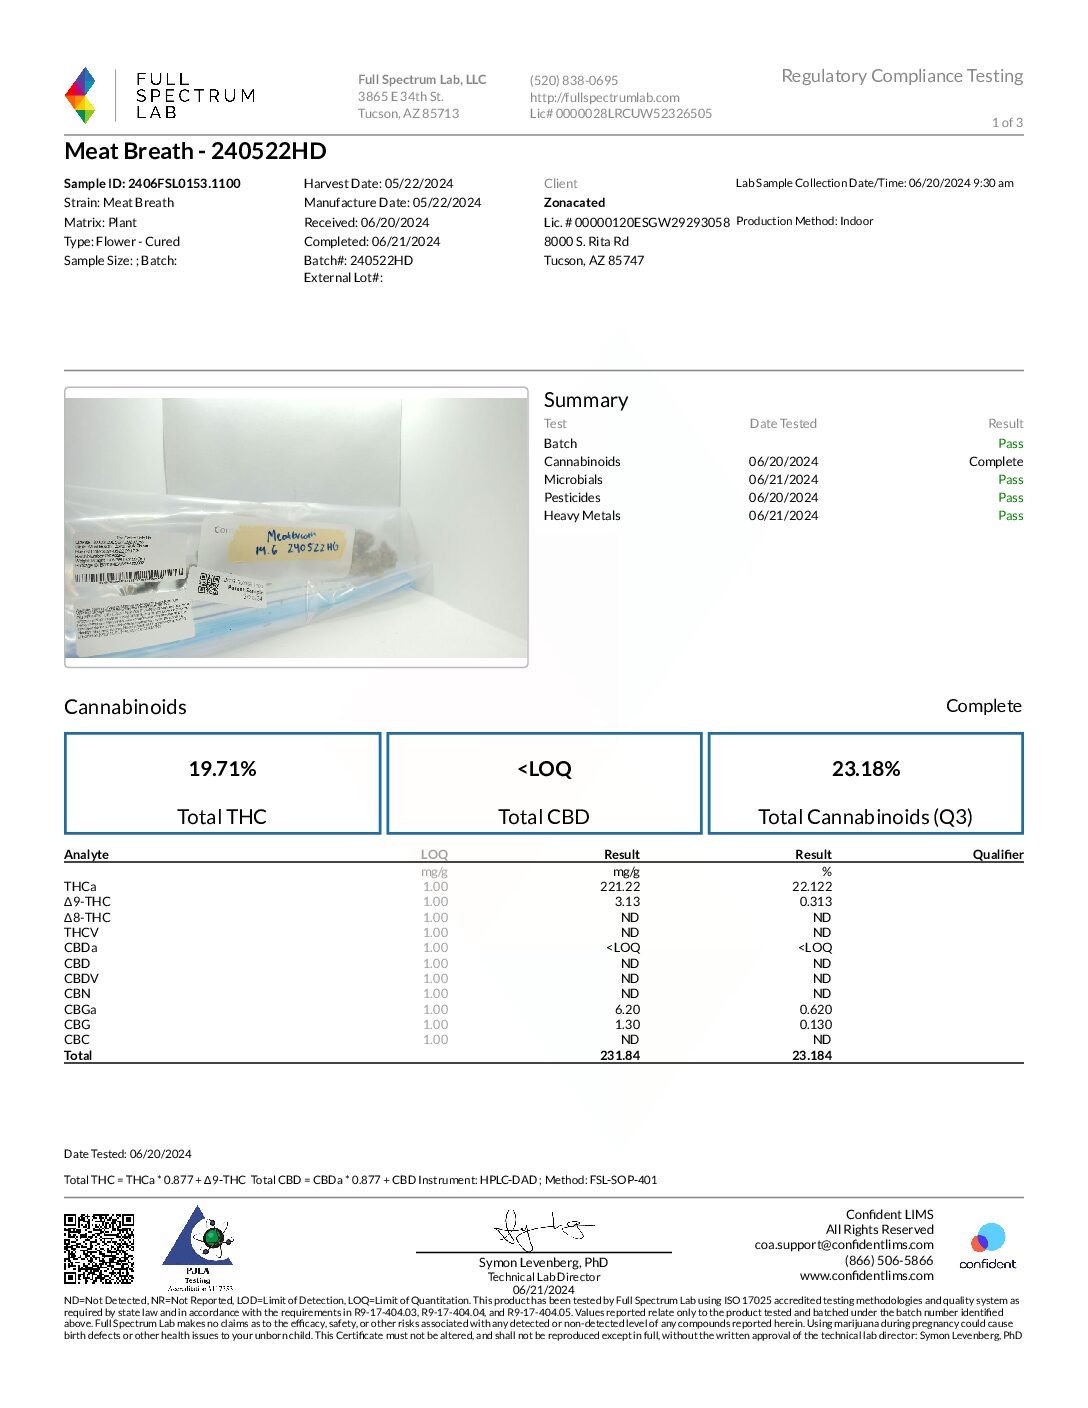 FULL
SPECTRUM
LAB
Full Spectrum Lab, LLC
3865 E 34th St.
Tucson, AZ 85713
(520) 838-0695
http://fullspectrumlab.com
Lic# 0000028LRCUW52326505
Regulatory Compliance Testing
1 of 3
Meat Breath - 240522HD
Sample ID: 2406FSL0153.1100
Strain: Meat Breath
Matrix: Plant
Type: Flower - Cured
Sample Size: ; Batch:
Harvest Date: 05/22/2024
Manufacture Date: 05/22/2024
Received: 06/20/2024
Completed: 06/21/2024
Batch#: 240522HD
External Lot#:
Client
Zonacated
Lic. # 00000120ESGW29293058
8000 S. Rita Rd
Tucson, AZ 85747
Lab Sample Collection Date/Time: 06/20/2024 9:30 am
Production Method: Indoor
Meatbreath
M.6 240522HG
Summary
Test Date Tested Result
Batch Pass
Cannabinoids 06/20/2024 Complete
Microbials 06/21/2024 Pass
Pesticides 06/20/2024 Pass
Heavy Metals 06/21/2024 Pass
Cannabinoids Complete
19.71%
Total THC
<LOQ
Total CBD
23.18%
Total Cannabinoids (Q3)
Analyte LOQ Result Result Qualifier
mg/g mg/g %
THCa 1.00 221.22 22.122
Δ9-THC 1.00 3.13 0.313
Δ8-THC 1.00 ND ND
THCV 1.00 ND ND
CBDa 1.00 <LOQ <LOQ
CBD 1.00 ND ND
CBDV 1.00 ND ND
CBN 1.00 ND ND
CBGa 1.00 6.20 0.620
CBG 1.00 1.30 0.130
CBC 1.00 ND ND
Total 231.84 23.184
Date Tested: 06/20/2024
Total THC = THCa * 0.877 + Δ9-THC Total CBD = CBDa * 0.877 + CBD Instrument: HPLC-DAD ; Method: FSL-SOP-401
PJLA
Testing
Symon Levenberg, PhD
Technical Lab Director
06/21/2024
Confident LIMS
All Rights Reserved
coa.support@confidentlims.com
(866) 506-5866
www.confidentlims.com
confident
ND=Not Detected, NR=Not Reported, LOD=Limit of Detection, LOQ=Limit of Quantitation. This product has been tested by Full Spectrum Lab using ISO 17025 accredited testing methodologies and quality system as
required by state law and in accordance with the requirements in R9-17-404.03, R9-17-404.04, and R9-17-404.05. Values reported relate only to the product tested and batched under the batch number identified
above. Full Spectrum Lab makes no claims as to the efficacy, safety, or other risks associated with any detected or non-detected level of any compounds reported herein. Using marijuana during pregnancy could cause
birth defects or other health issues to your unborn child. This Certificate must not be altered, and shall not be reproduced except in full, without the written approval of the technical lab director: Symon Levenberg, PhD